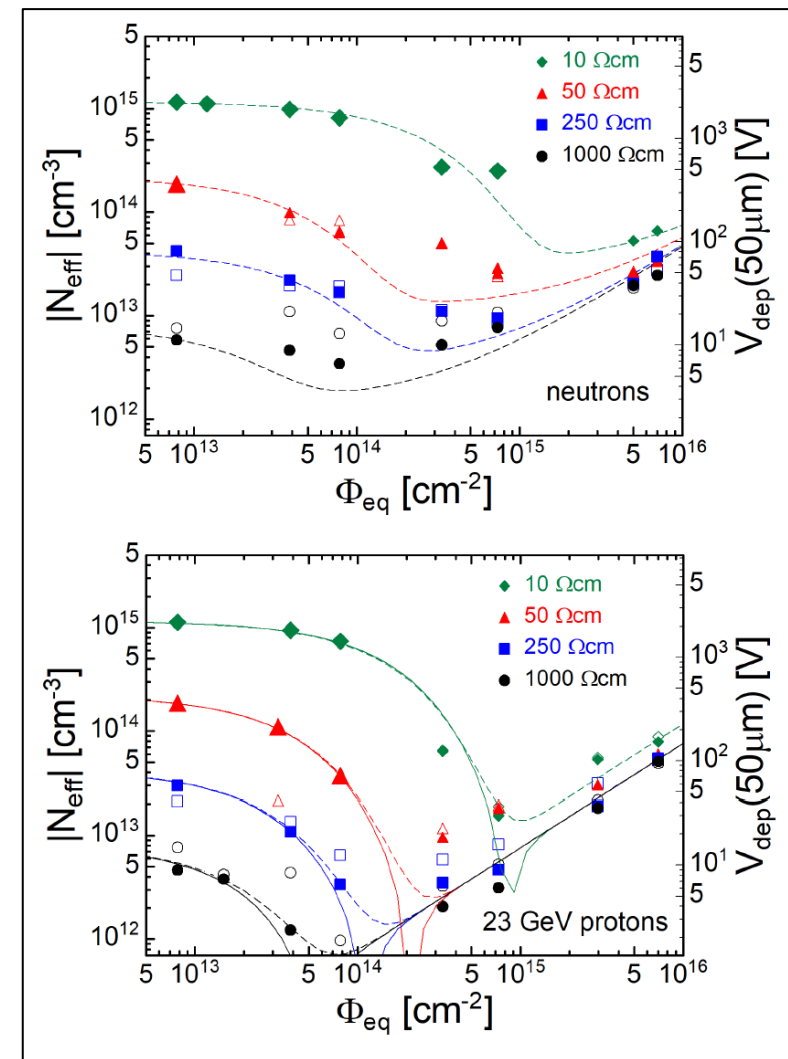 |N_eff| [cm^-3]
5
10^15
5
10^14
5
10^13
5
10^12
10 Ωcm
50 Ωcm
250 Ωcm
1000 Ωcm
neutrons
5
10^3
5
10^2
5
10^1
5
V_dep(50μm) [V]
5 10^13 5 10^14 5 10^15 5 10^16
Φ_eq [cm^-2]
|N_eff| [cm^-3]
5
10^15
5
10^14
5
10^13
5
10^12
10 Ωcm
50 Ωcm
250 Ωcm
1000 Ωcm
23 GeV protons
5
10^3
5
10^2
5
10^1
5
V_dep(50μm) [V]
5 10^13 5 10^14 5 10^15 5 10^16
Φ_eq [cm^-2]